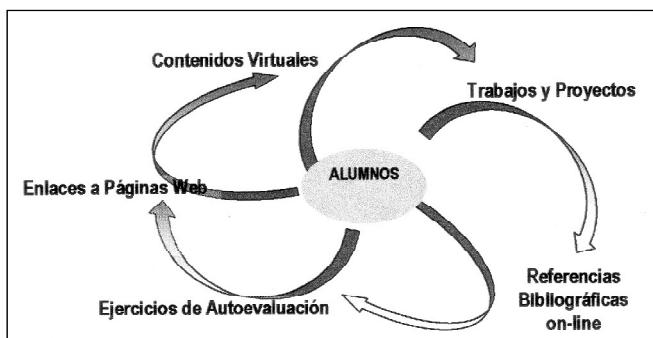 Contenidos Virtuales
Trabajos y Proyectos
ALUMNOS
Enlaces a Páginas Web
Referencias
Bibliográficas
on-line
Ejercicios de Autoevaluación